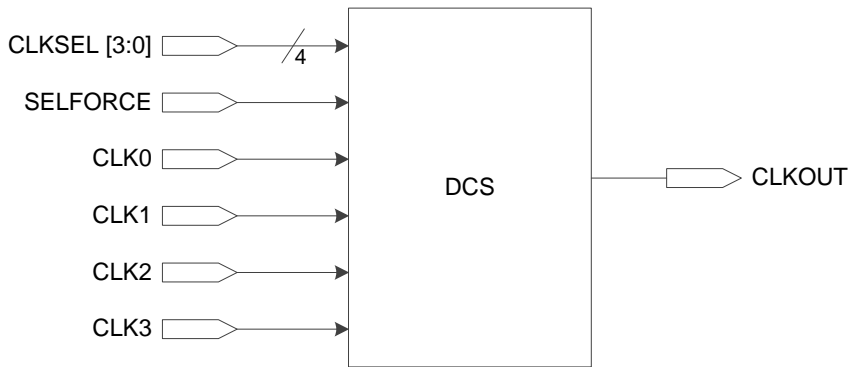 CLKSEL [3:0]
4
SELFORCE
CLK0
CLK1
DCS
CLKOUT
CLK2
CLK3